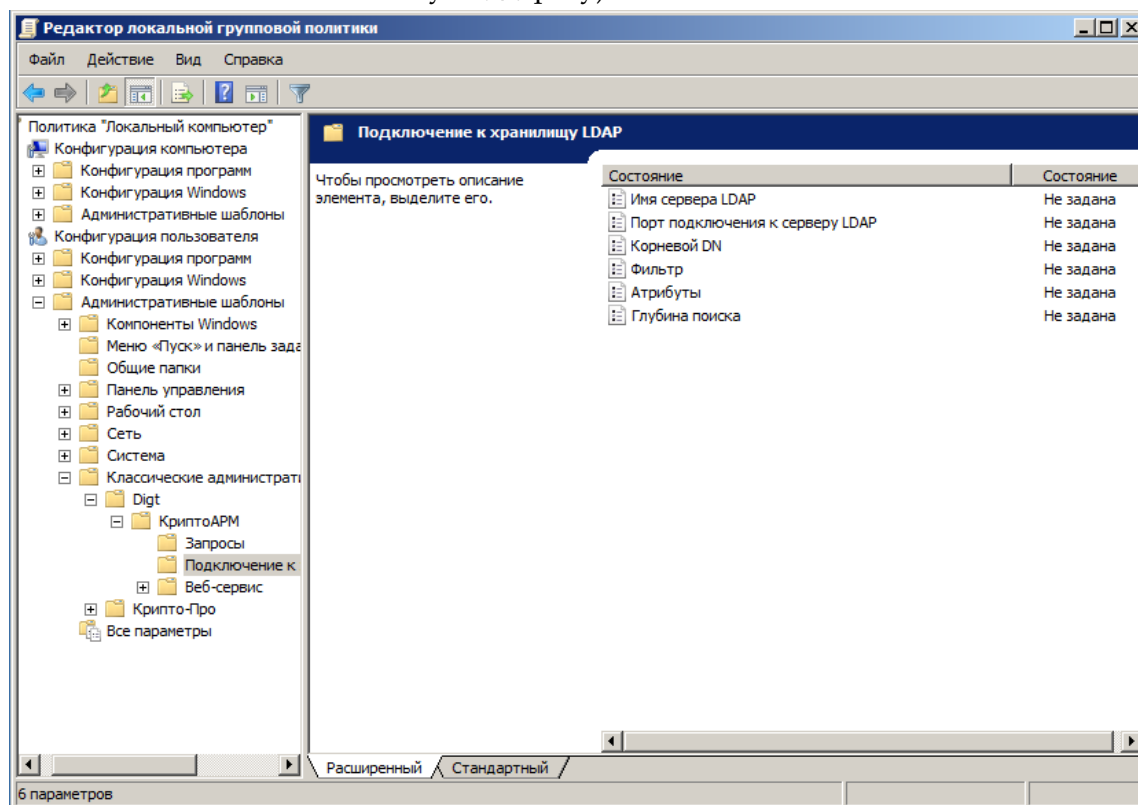 Редактор локальной групповой политики
Файл Действие Вид Справка
Политика "Локальный компьютер"
Конфигурация компьютера
Конфигурация программ
Конфигурация Windows
Административные шаблоны
Конфигурация пользователя
Конфигурация программ
Конфигурация Windows
Административные шаблоны
Компоненты Windows
Меню «Пуск» и панель зада
Общие папки
Панель управления
Рабочий стол
Сеть
Система
Классические администрати
Digt
КриптоАРМ
Запросы
Подключение к
Веб-сервис
Крипто-Про
Все параметры
Подключение к хранилищу LDAP
Чтобы просмотреть описание
элемента, выделите его.
Состояние Состояние
Имя сервера LDAP Не задана
Порт подключения к серверу LDAP Не задана
Корневой DN Не задана
Фильтр Не задана
Атрибуты Не задана
Глубина поиска Не задана
Расширенный Стандартный
6 параметров